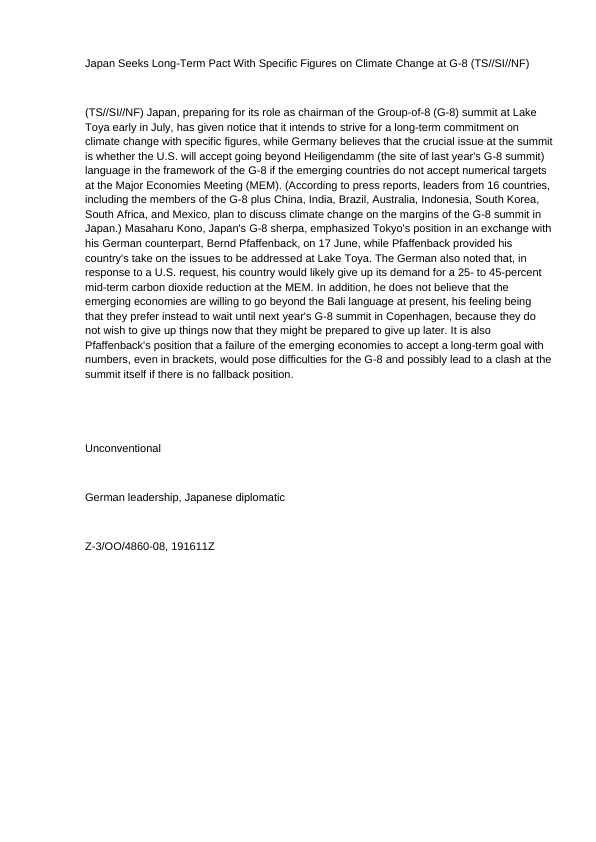 Japan Seeks Long-Term Pact With Specific Figures on Climate Change at G-8 (TS//SI//NF)
(TS//SI//NF) Japan, preparing for its role as chairman of the Group-of-8 (G-8) summit at Lake
Toya early in July, has given notice that it intends to strive for a long-term commitment on
climate change with specific figures, while Germany believes that the crucial issue at the summit
is whether the U.S. will accept going beyond Heiligendamm (the site of last year's G-8 summit)
language in the framework of the G-8 if the emerging countries do not accept numerical targets
at the Major Economies Meeting (MEM). (According to press reports, leaders from 16 countries,
including the members of the G-8 plus China, India, Brazil, Australia, Indonesia, South Korea,
South Africa, and Mexico, plan to discuss climate change on the margins of the G-8 summit in
Japan.) Masaharu Kono, Japan's G-8 sherpa, emphasized Tokyo's position in an exchange with
his German counterpart, Bernd Pfaffenback, on 17 June, while Pfaffenback provided his
country's take on the issues to be addressed at Lake Toya. The German also noted that, in
response to a U.S. request, his country would likely give up its demand for a 25- to 45-percent
mid-term carbon dioxide reduction at the MEM. In addition, he does not believe that the
emerging economies are willing to go beyond the Bali language at present, his feeling being
that they prefer instead to wait until next year's G-8 summit in Copenhagen, because they do
not wish to give up things now that they might be prepared to give up later. It is also
Pfaffenback's position that a failure of the emerging economies to accept a long-term goal with
numbers, even in brackets, would pose difficulties for the G-8 and possibly lead to a clash at the
summit itself if there is no fallback position.
Unconventional
German leadership, Japanese diplomatic
Z-3/OO/4860-08, 191611Z